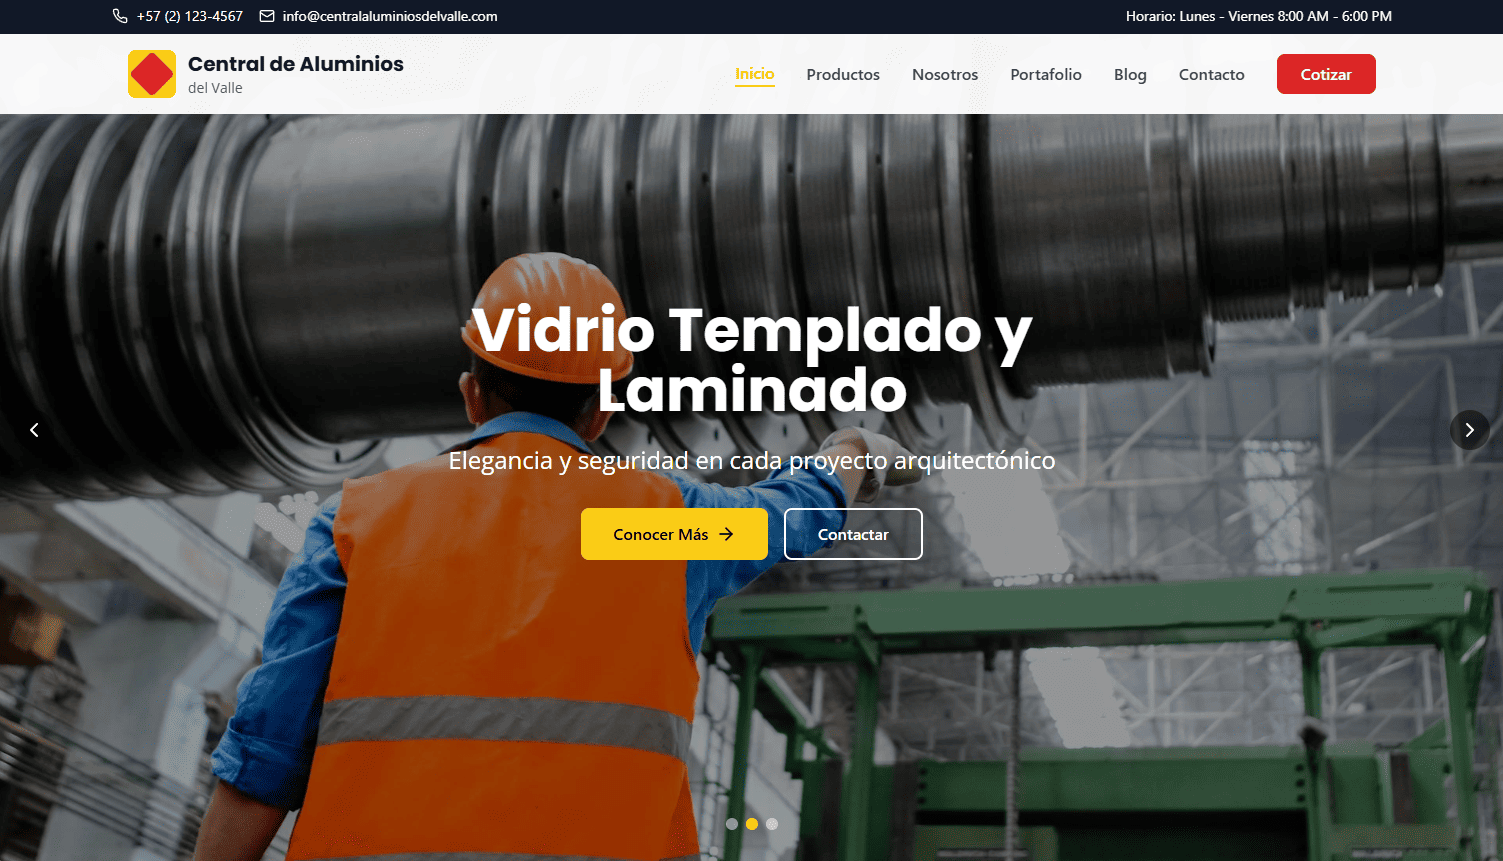 +57 (2) 123-4567
info@centralaluminiosdelvalle.com
Horario: Lunes - Viernes 8:00 AM - 6:00 PM
Central de Aluminios
del Valle
Inicio
Productos
Nosotros
Portafolio
Blog
Contacto
Cotizar
Vidrio Templado y
Laminado
Elegancia y seguridad en cada proyecto arquitectónico
Conocer Más
Contactar